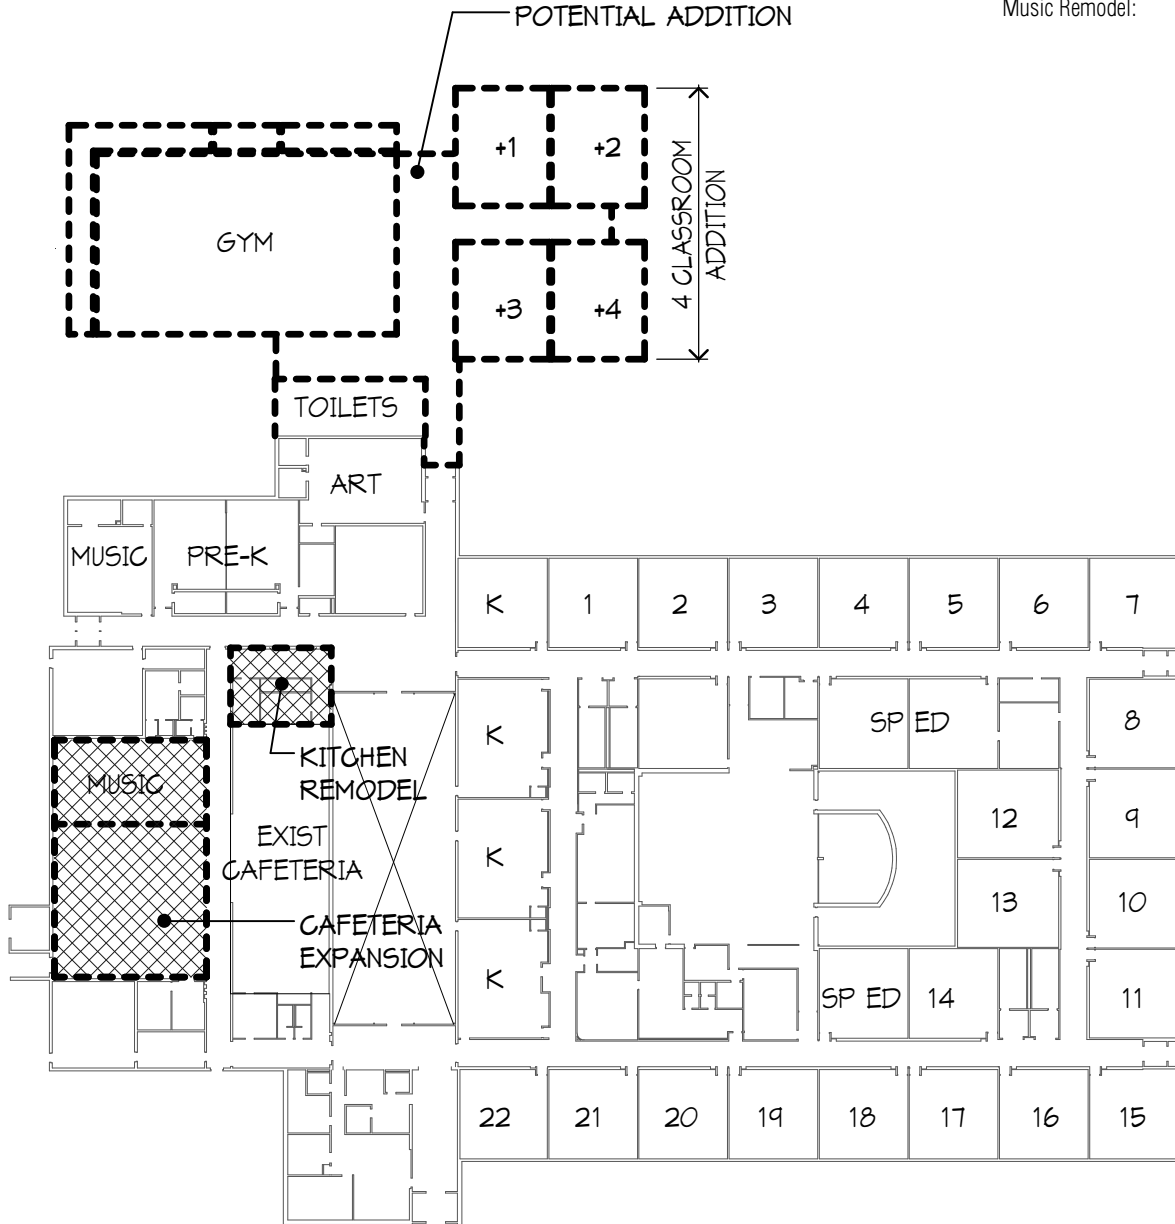 Music Remodel:
POTENTIAL ADDITION
+1
+2
4 CLASSROOM
ADDITION
GYM
+3
+4
TOILETS
ART
MUSIC
PRE-K
K
1
2
3
4
5
6
7
K
SP ED
8
KITCHEN
REMODEL
MUSIC
EXIST
CAFETERIA
K
12
9
13
10
CAFETERIA
EXPANSION
K
SP ED
14
11
22
21
20
19
18
17
16
15